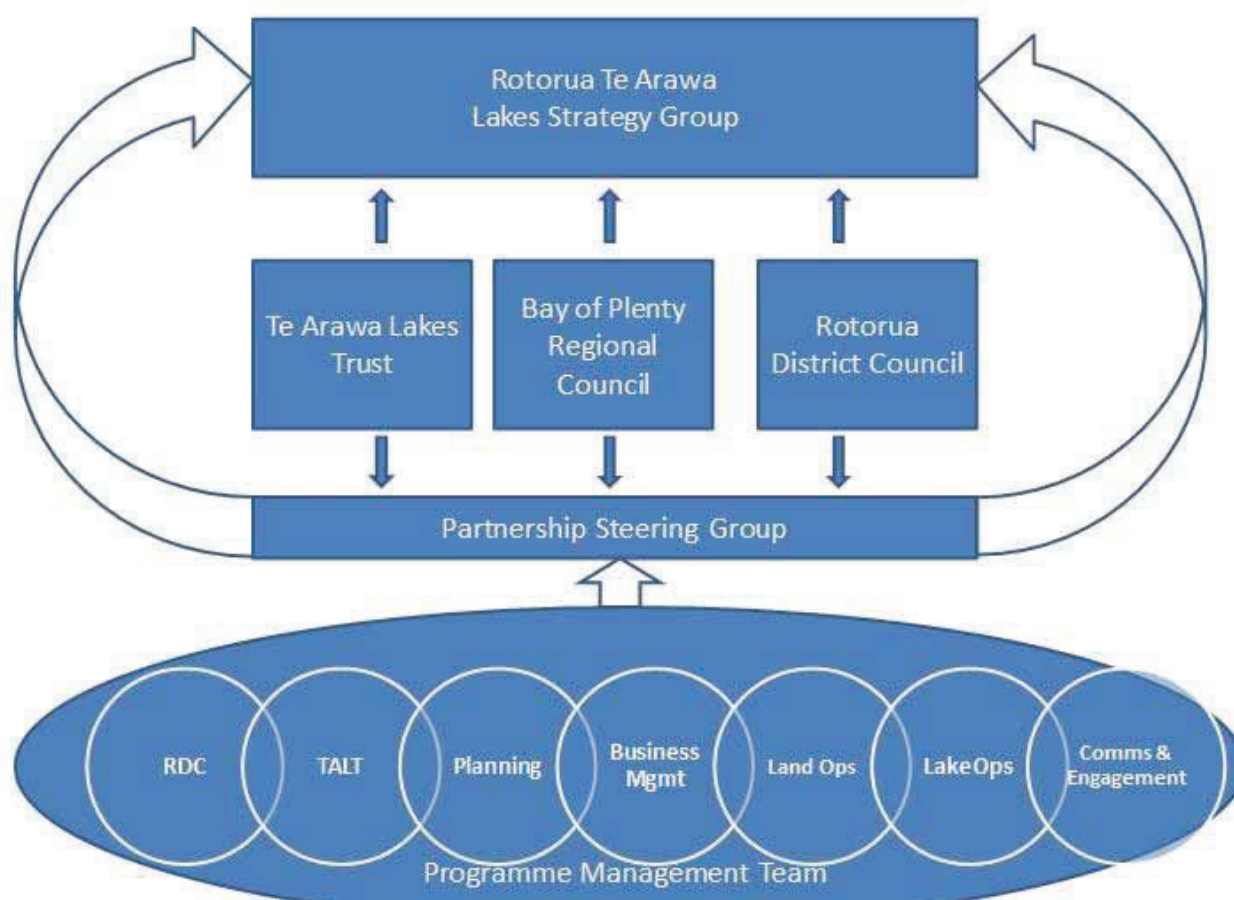 Rotorua Te Arawa
Lakes Strategy Group
Te Arawa Lakes
Trust
Bay of Plenty
Regional
Council
Rotorua
District Council
Partnership Steering Group
RDC
TALT
Planning
Business
Mgmt
Land Ops
LakeOps
Comms &
Engagement
Programme Management Team